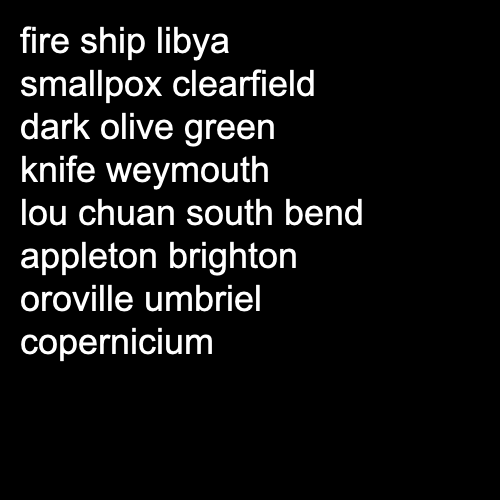 fire ship libya
smallpox clearfield
dark olive green
knife weymouth
lou chuan south bend
appleton brighton
oroville umbriel
copernicium